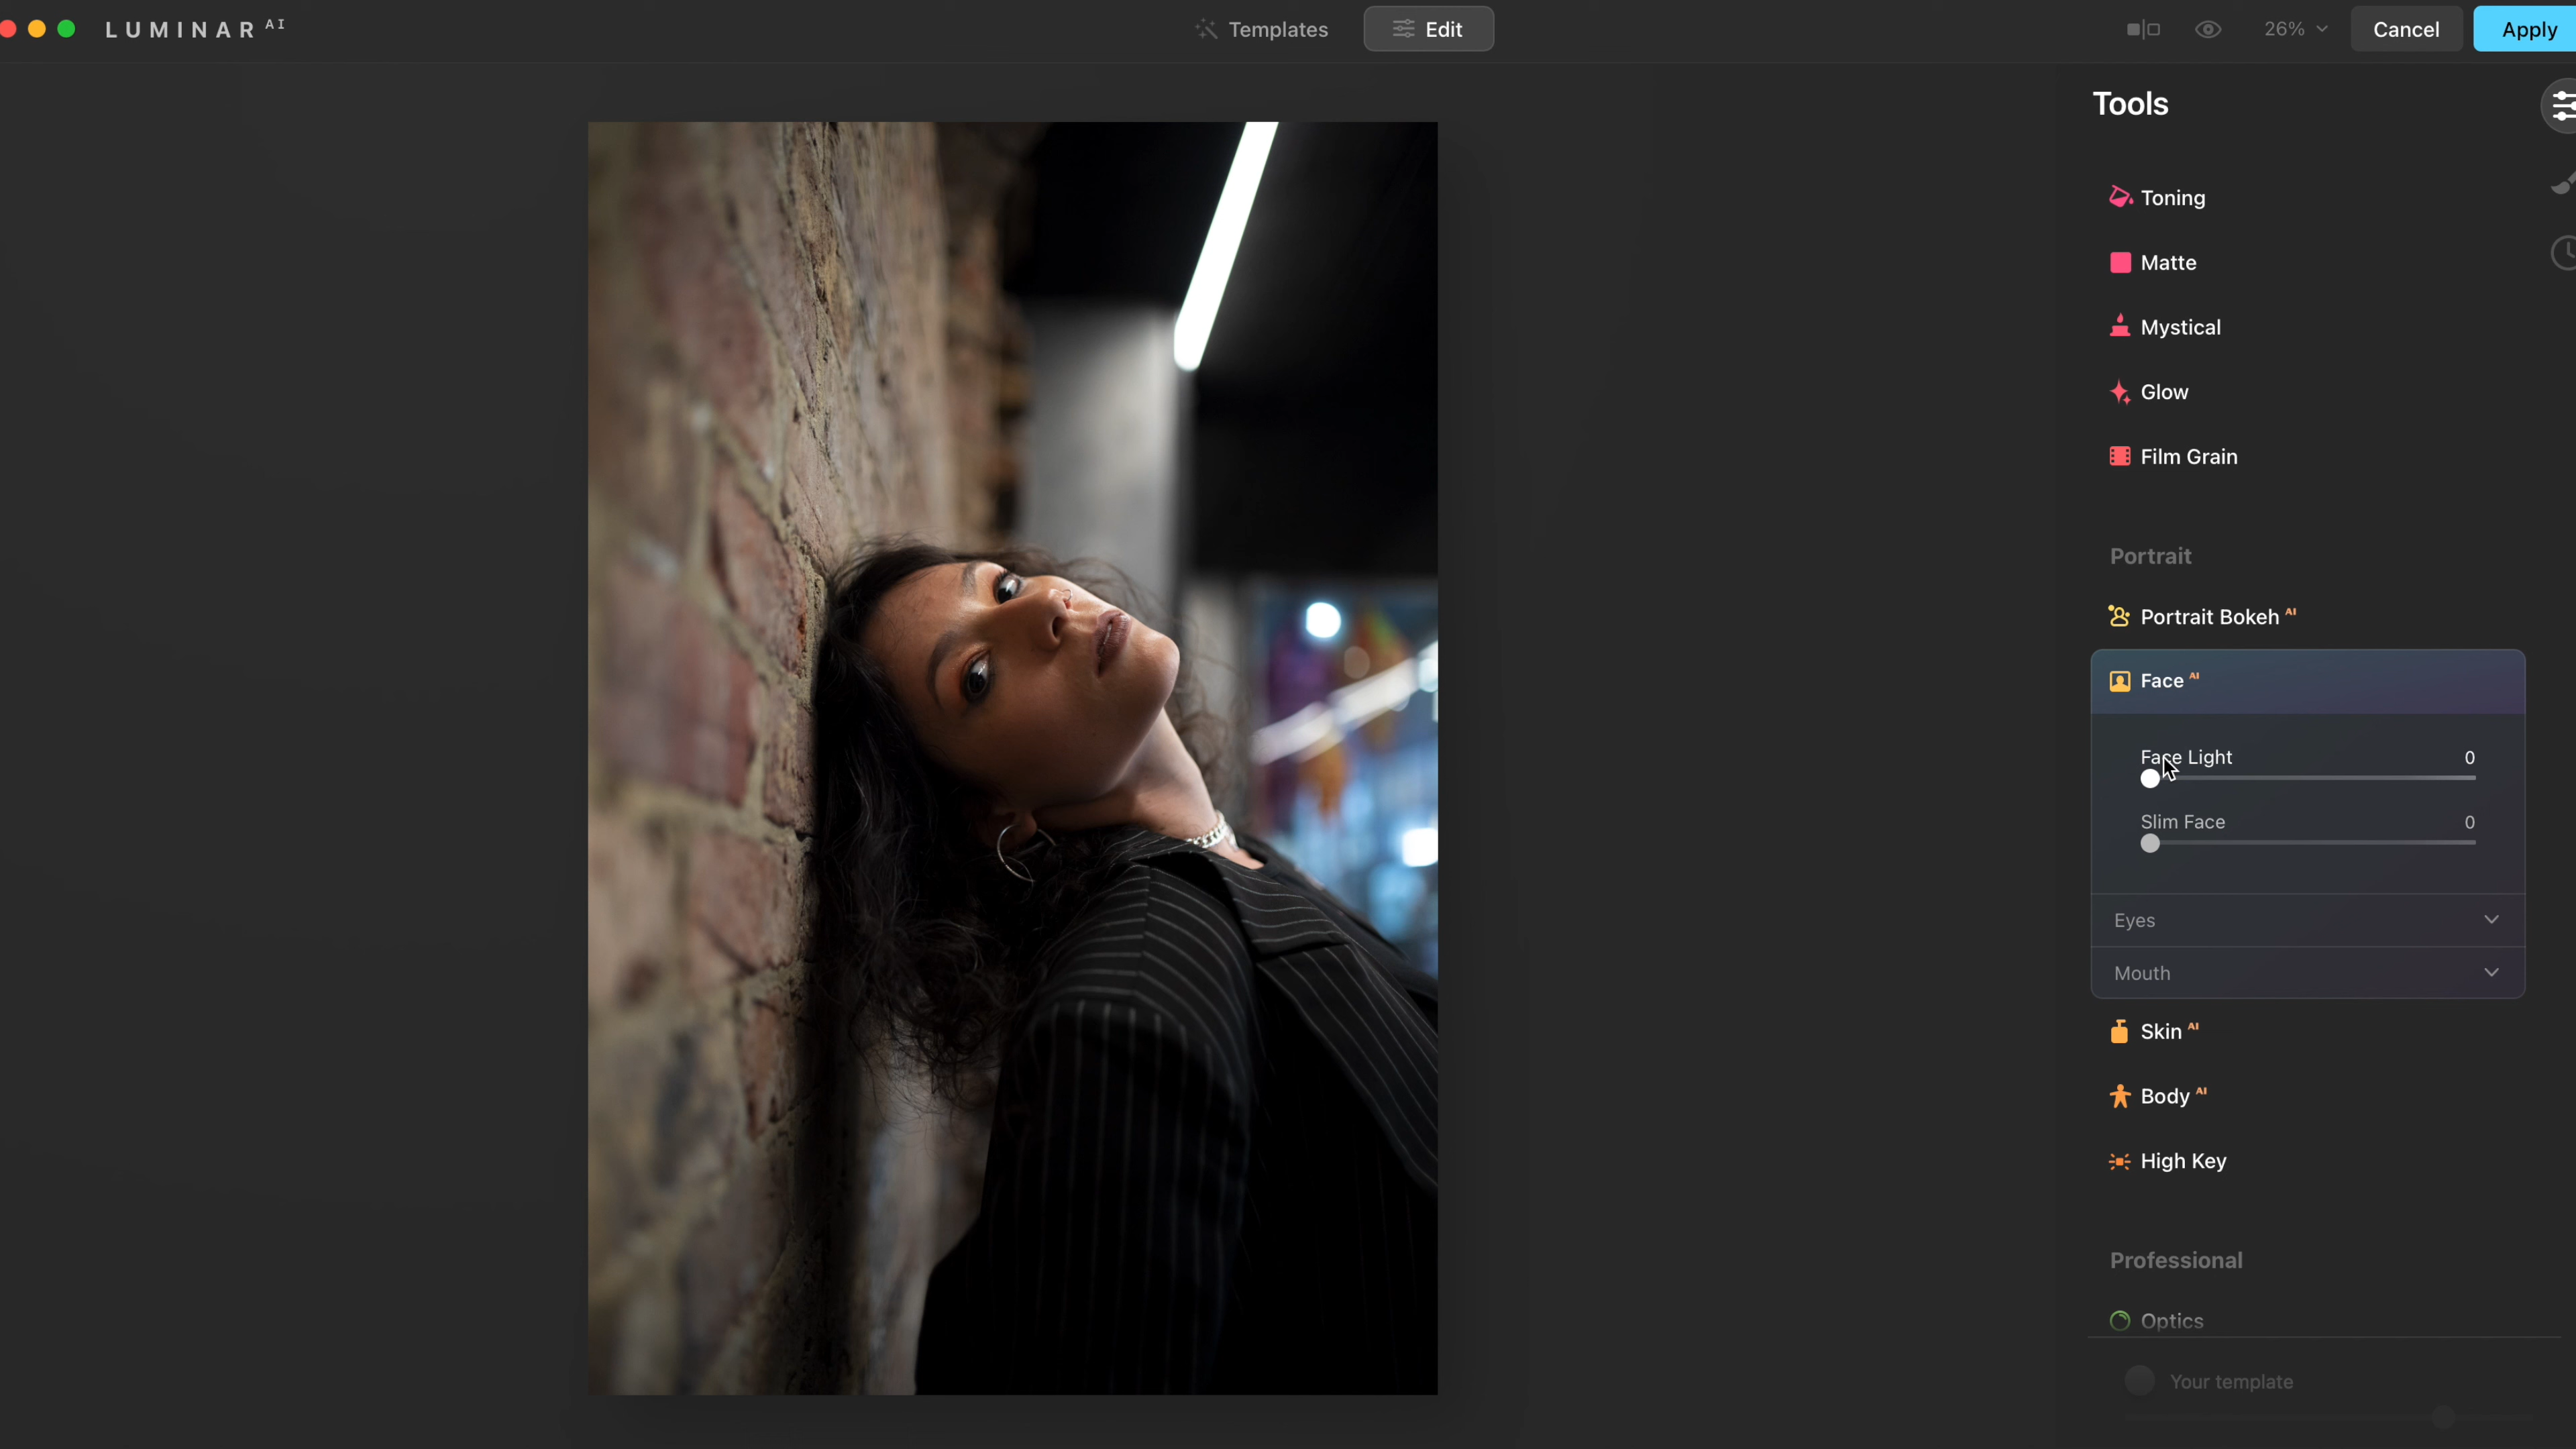 LUMINAR AI
Templates
Edit
26%
Cancel
Apply
Tools
Toning
Matte
Mystical
Glow
Film Grain
Portrait
Portrait Bokeh AI
Face AI
Face Light 0
Slim Face 0
Eyes
Mouth
Skin AI
Body AI
High Key
Professional
Optics
Your template